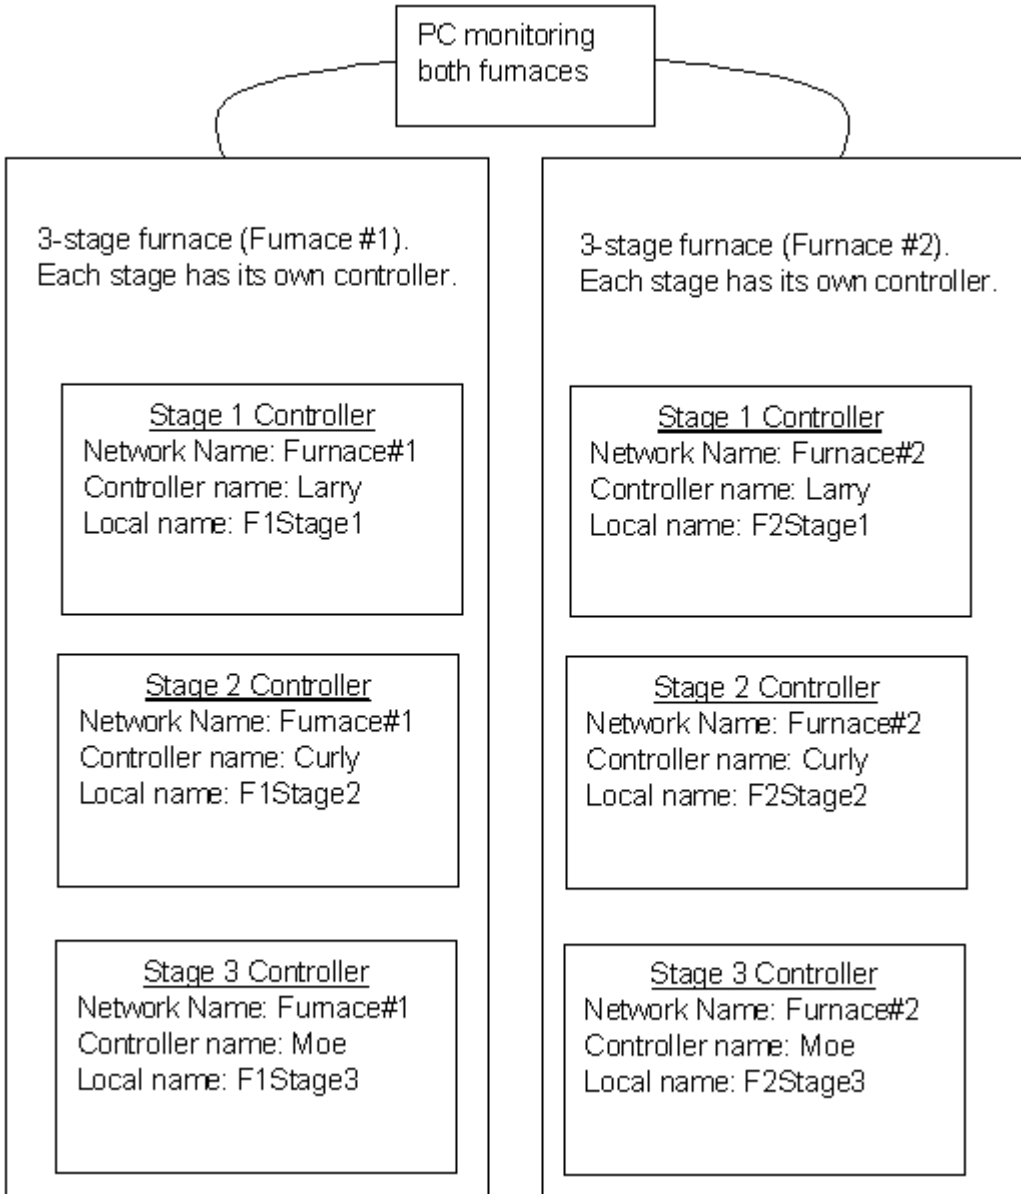 PC monitoring
both furnaces
3-stage furnace (Furnace #1).
Each stage has its own controller.
Stage 1 Controller
Network Name: Furnace#1
Controller name: Larry
Local name: F1Stage1
Stage 2 Controller
Network Name: Furnace#1
Controller name: Curly
Local name: F1Stage2
Stage 3 Controller
Network Name: Furnace#1
Controller name: Moe
Local name: F1Stage3
3-stage furnace (Furnace #2).
Each stage has its own controller.
Stage 1 Controller
Network Name: Furnace#2
Controller name: Larry
Local name: F2Stage1
Stage 2 Controller
Network Name: Furnace#2
Controller name: Curly
Local name: F2Stage2
Stage 3 Controller
Network Name: Furnace#2
Controller name: Moe
Local name: F2Stage3